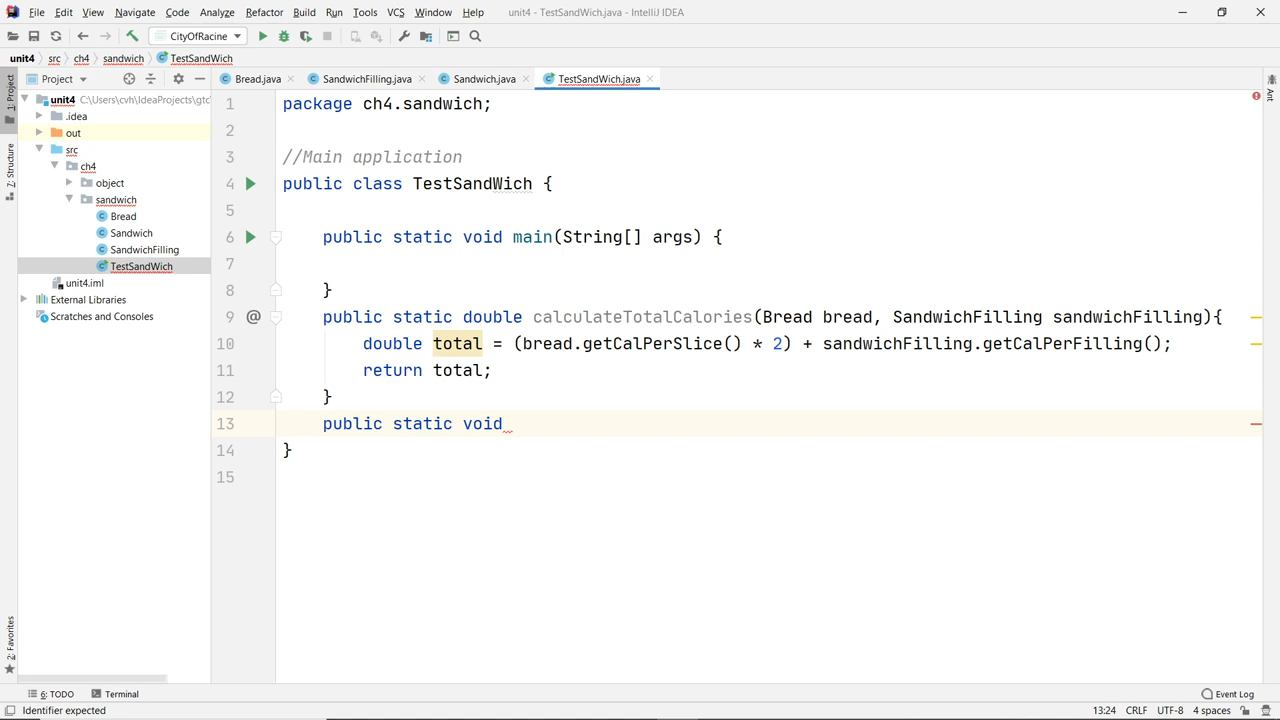 File Edit View Navigate Code Analyze Refactor Build Run Tools VCS Window Help unit4 - TestSandWich.java - IntelliJ IDEA
CityOfRacine
unit4 src ch4 sandwich TestSandWich
Project Bread.java SandwichFilling.java Sandwich.java TestSandWich.java
1: Project
Z: Structure
2: Favorites
Ant
unit4 C:\Users\cvh\IdeaProjects\gtc
.idea
out
src
ch4
object
sandwich
Bread
Sandwich
SandwichFilling
TestSandWich
unit4.iml
External Libraries
Scratches and Consoles
1 package ch4.sandwich;
2
3 //Main application
4 public class TestSandWich {
5
6 public static void main(String[] args) {
7
8 }
9 @ public static double calculateTotalCalories(Bread bread, SandwichFilling sandwichFilling){
10 double total = (bread.getCalPerSlice() * 2) + sandwichFilling.getCalPerFilling();
11 return total;
12 }
13 public static void
14 }
15
6: TODO Terminal Event Log
Identifier expected 13:24 CRLF UTF-8 4 spaces